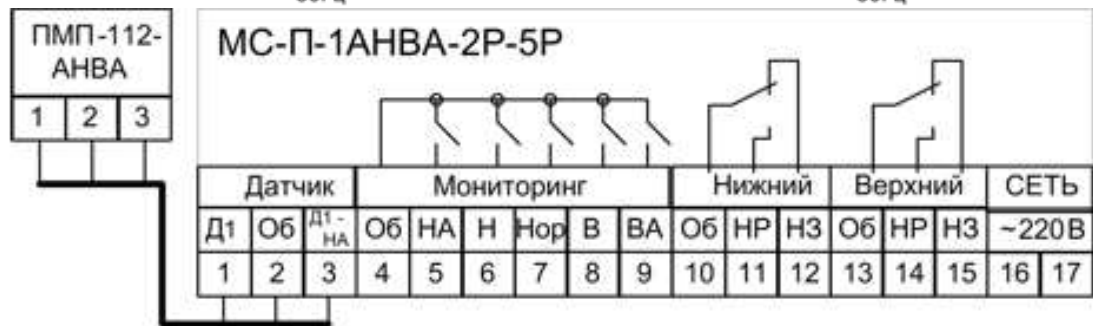 ПМП-112-
АНВА
1 2 3
МС-П-1АНВА-2Р-5Р
Датчик Мониторинг Нижний Верхний СЕТЬ
Д1 Об Д1-НА Об НА Н Нор В ВА Об НР НЗ Об НР НЗ ~220В
1 2 3 4 5 6 7 8 9 10 11 12 13 14 15 16 17